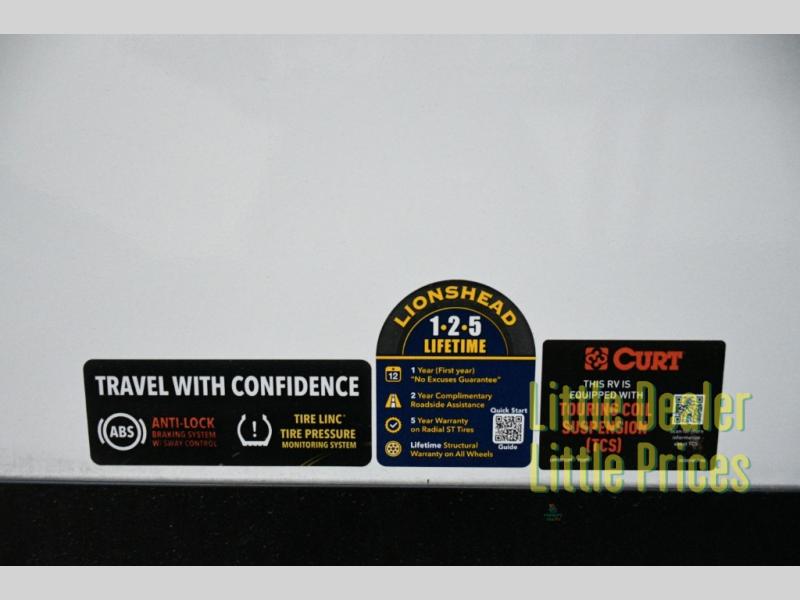 TRAVEL WITH CONFIDENCE
ABS
ANTI-LOCK
BRAKING SYSTEM
W/ SWAY CONTROL
TIRE LINC
TIRE PRESSURE
MONITORING SYSTEM
LIONSHEAD
1•2•5
LIFETIME
12
1 Year (First year)
"No Excuses Guarantee"
2 Year Complimentary
Roadside Assistance
5 Year Warranty
on Radial ST Tires
Lifetime Structural
Warranty on All Wheels
Quick Start
Guide
CURT
THIS RV IS
EQUIPPED WITH
TOURING COIL
SUSPENSION
(TCS)
information
about TCS
Little Dealer
Little Prices